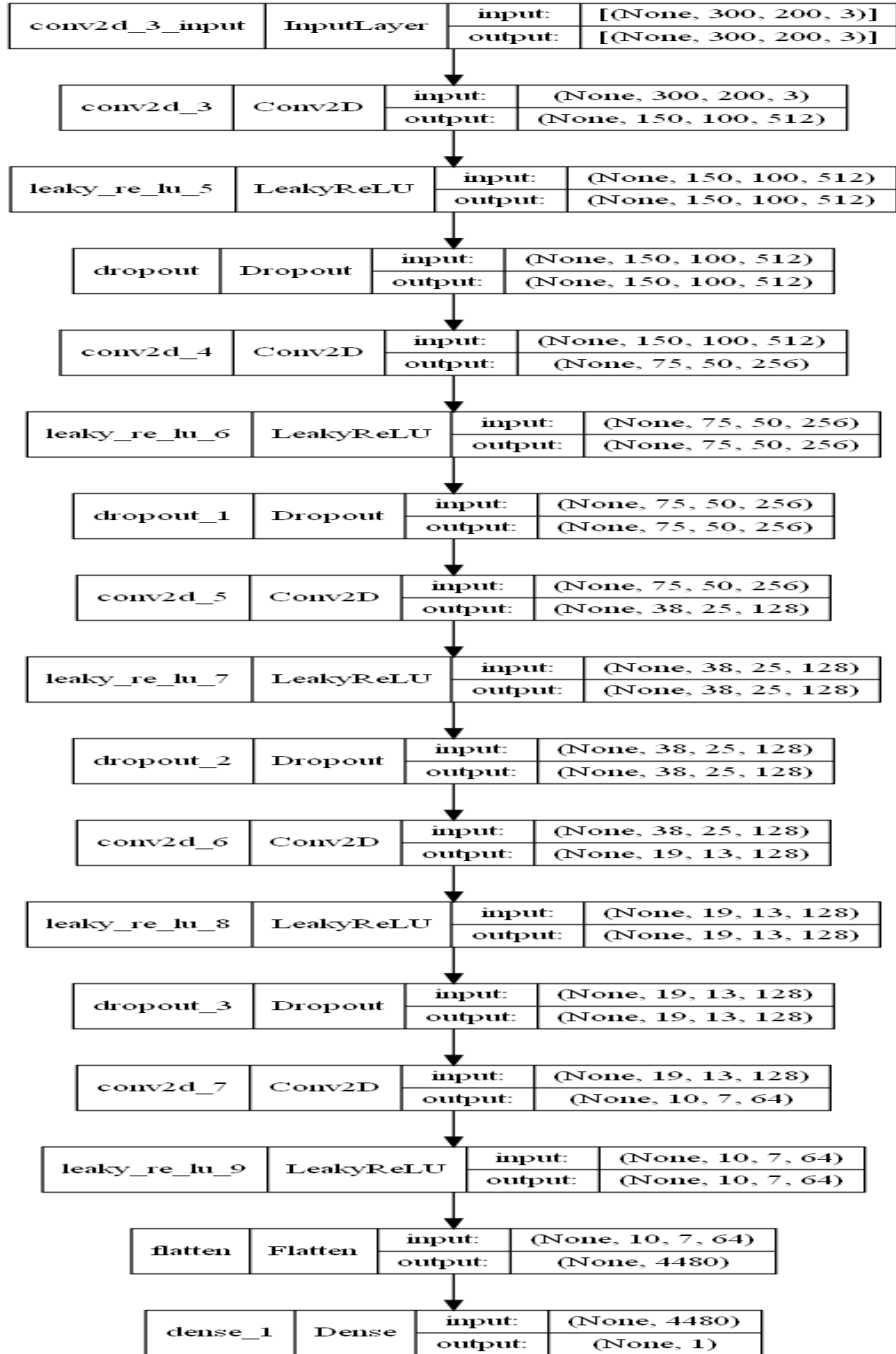 conv2d_3_input InputLayer input: [(None, 300, 200, 3)]
output: [(None, 300, 200, 3)]
conv2d_3 Conv2D input: (None, 300, 200, 3)
output: (None, 150, 100, 512)
leaky_re_lu_5 LeakyReLU input: (None, 150, 100, 512)
output: (None, 150, 100, 512)
dropout Dropout input: (None, 150, 100, 512)
output: (None, 150, 100, 512)
conv2d_4 Conv2D input: (None, 150, 100, 512)
output: (None, 75, 50, 256)
leaky_re_lu_6 LeakyReLU input: (None, 75, 50, 256)
output: (None, 75, 50, 256)
dropout_1 Dropout input: (None, 75, 50, 256)
output: (None, 75, 50, 256)
conv2d_5 Conv2D input: (None, 75, 50, 256)
output: (None, 38, 25, 128)
leaky_re_lu_7 LeakyReLU input: (None, 38, 25, 128)
output: (None, 38, 25, 128)
dropout_2 Dropout input: (None, 38, 25, 128)
output: (None, 38, 25, 128)
conv2d_6 Conv2D input: (None, 38, 25, 128)
output: (None, 19, 13, 128)
leaky_re_lu_8 LeakyReLU input: (None, 19, 13, 128)
output: (None, 19, 13, 128)
dropout_3 Dropout input: (None, 19, 13, 128)
output: (None, 19, 13, 128)
conv2d_7 Conv2D input: (None, 19, 13, 128)
output: (None, 10, 7, 64)
leaky_re_lu_9 LeakyReLU input: (None, 10, 7, 64)
output: (None, 10, 7, 64)
flatten Flatten input: (None, 10, 7, 64)
output: (None, 4480)
dense_1 Dense input: (None, 4480)
output: (None, 1)